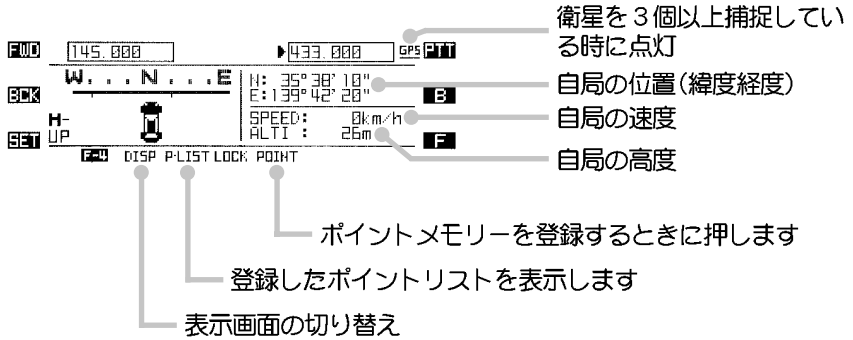 衛星を3個以上捕捉してい
る時に点灯
FWD 145.000 ▶433.000 GPS PTT
W...N...E N: 35°38'10" 自局の位置(緯度経度)
BCK E:139°42'20" B
H- SPEED: 0km/h 自局の速度
SET UP ALTI : 26m F 自局の高度
F-4 DISP P·LIST LOCK POINT
ポイントメモリーを登録するときに押します
登録したポイントリストを表示します
表示画面の切り替え